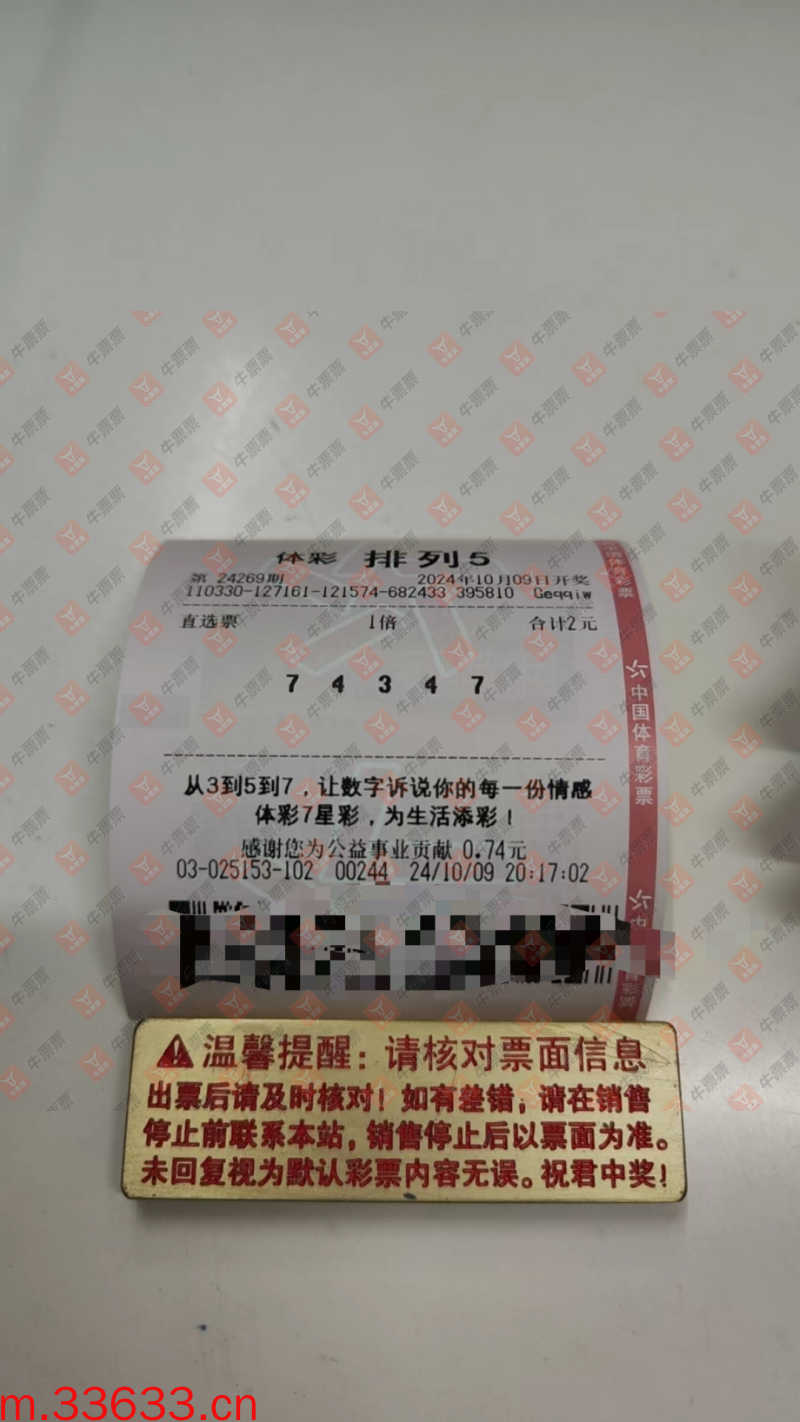 体彩 排列5
第 24269期 2024年10月09日开奖
110330-127161-121574-682433 395810 Geqqiw
直选票 1倍 合计2元
7 4 3 4 7
从3到5到7，让数字诉说你的每一份情感
体彩7星彩，为生活添彩！
感谢您为公益事业贡献 0.74元
03-025153-102 00244 24/10/09 20:17:02
中国体育彩票
温馨提醒：请核对票面信息
出票后请及时核对！如有差错，请在销售
停止前联系本站，销售停止后以票面为准。
未回复视为默认彩票内容无误。祝君中奖！
牛票票
m.33633.cn